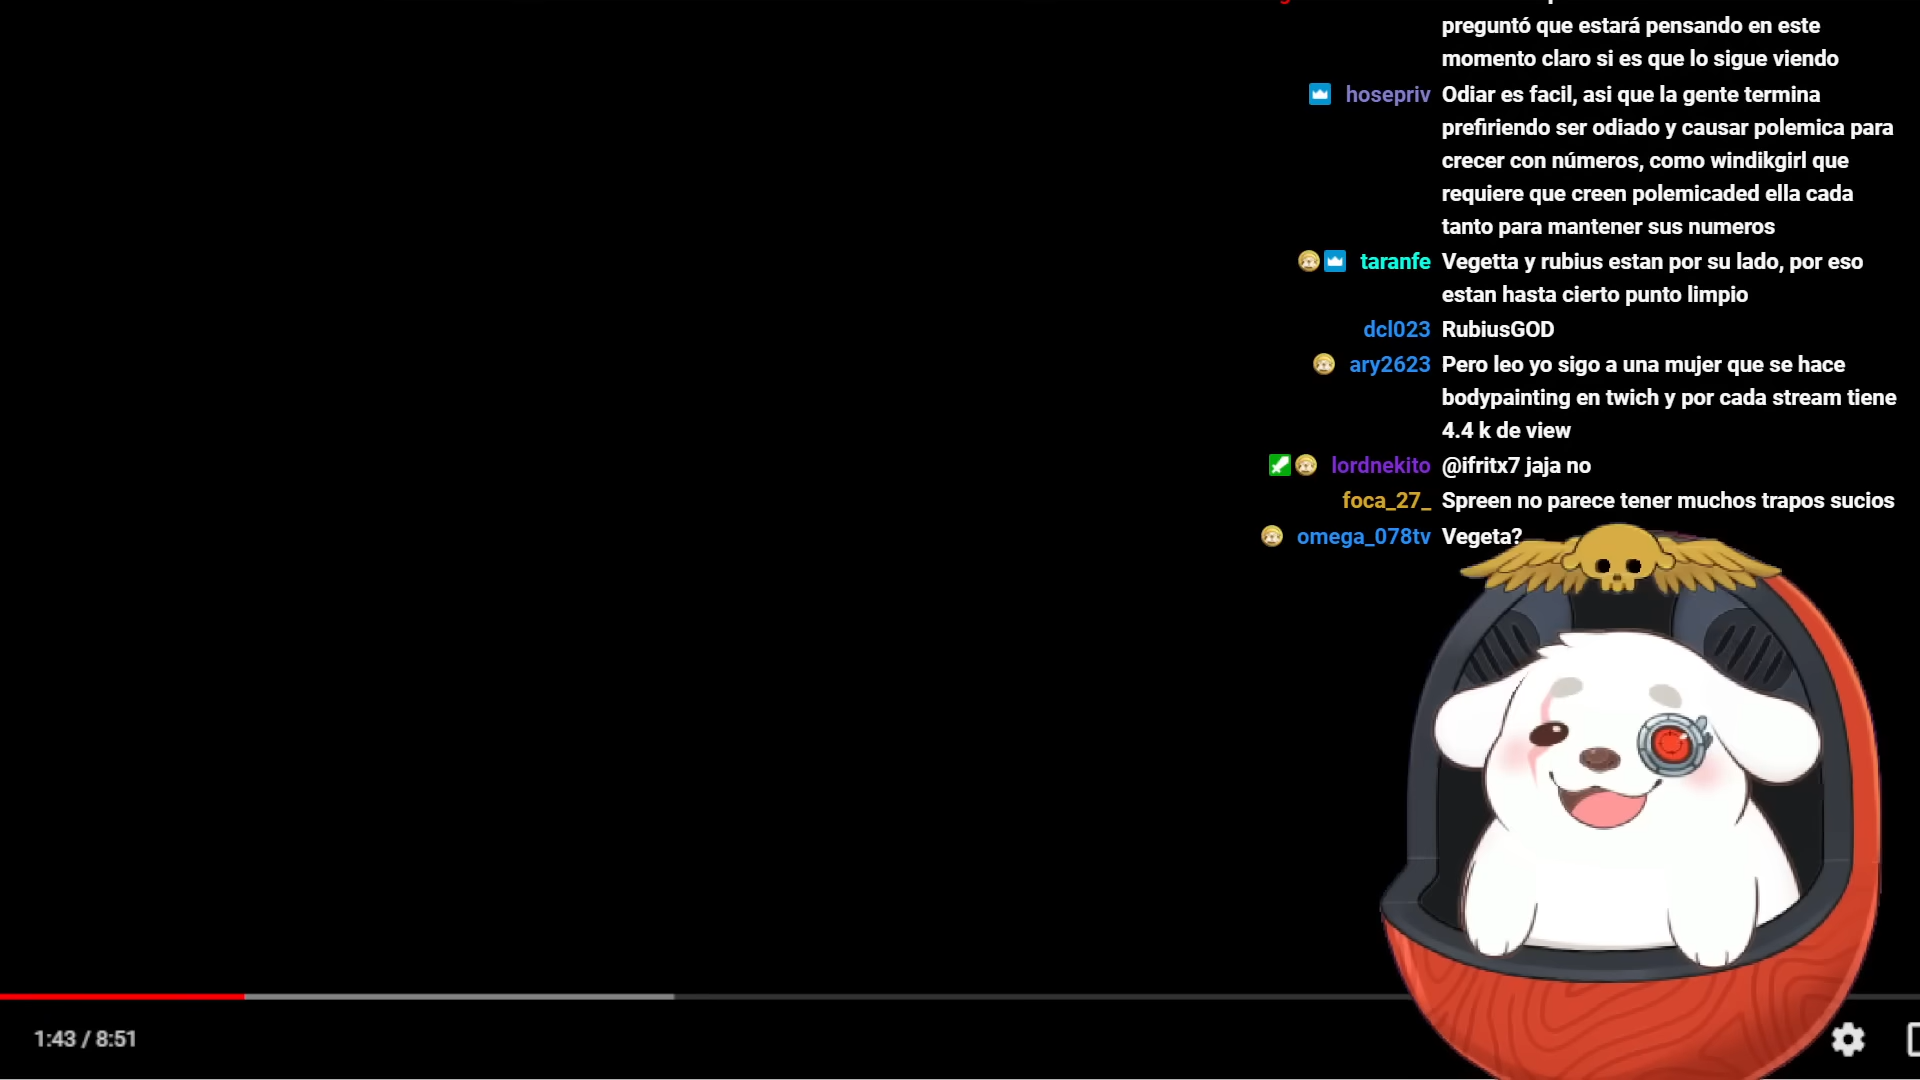 preguntó que estará pensando en este
momento claro si es que lo sigue viendo
hosepriv Odiar es facil, asi que la gente termina
prefiriendo ser odiado y causar polemica para
crecer con números, como windikgirl que
requiere que creen polemicaded ella cada
tanto para mantener sus numeros
taranfe Vegetta y rubius estan por su lado, por eso
estan hasta cierto punto limpio
dcl023 RubiusGOD
ary2623 Pero leo yo sigo a una mujer que se hace
bodypainting en twich y por cada stream tiene
4.4 k de view
lordnekito @ifritx7 jaja no
foca_27_ Spreen no parece tener muchos trapos sucios
omega_078tv Vegeta?
1:43 / 8:51